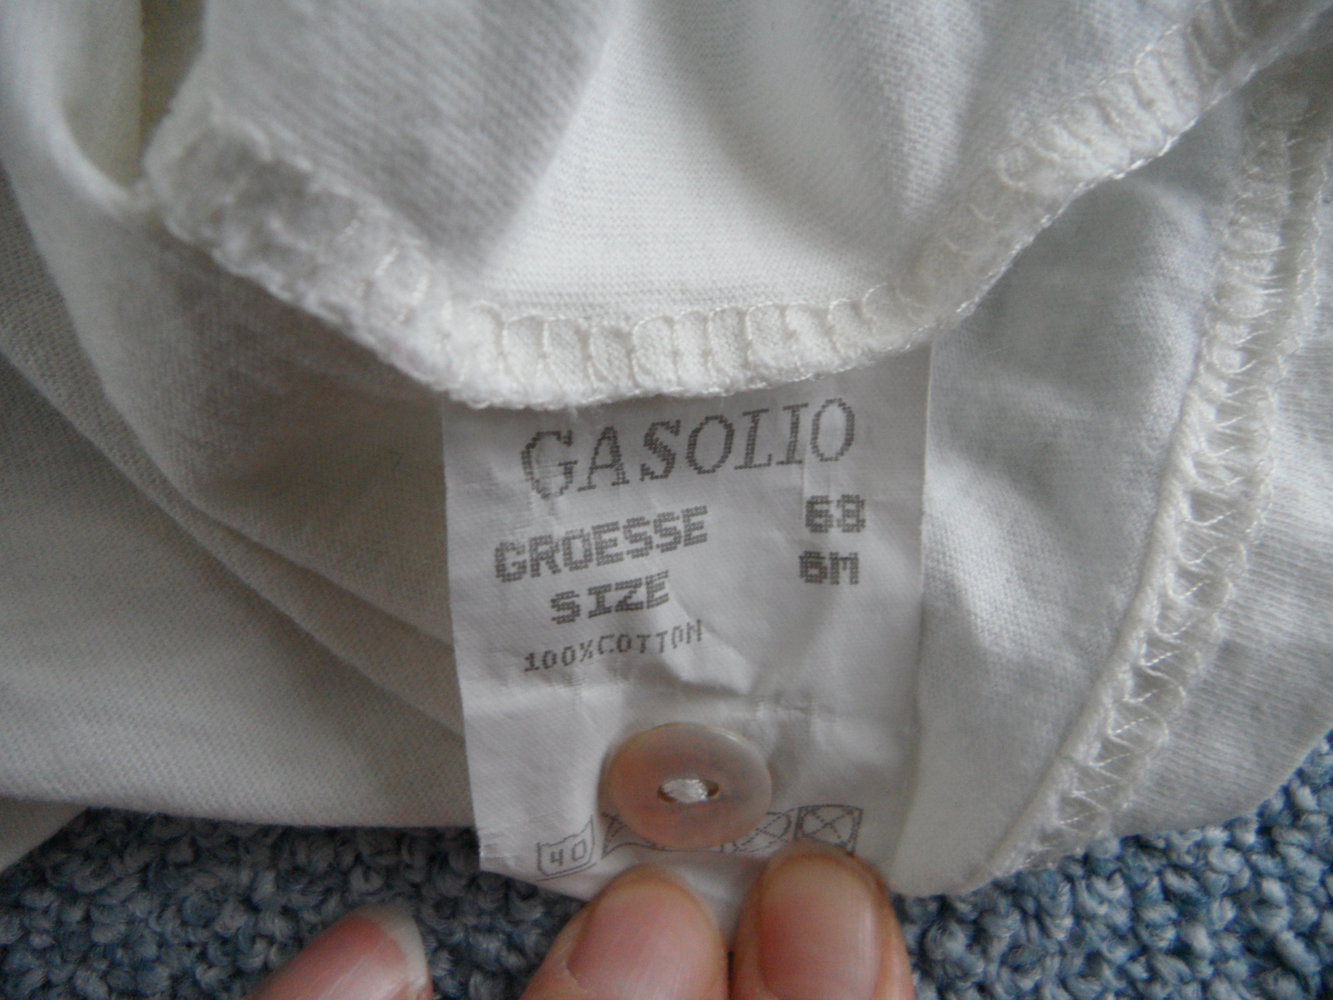 GASOLIO
GROESSE 68
SIZE 6M
100%COTTON
40